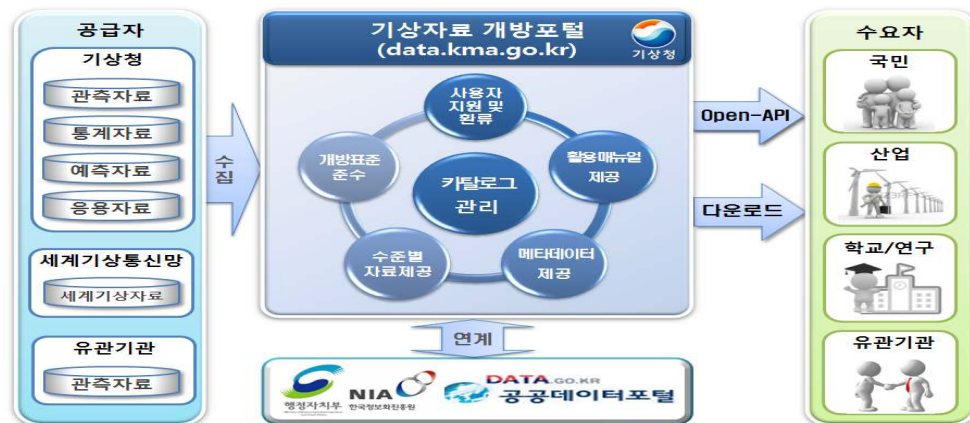 공급자
기상청
관측자료
통계자료
예측자료
응용자료
세계기상통신망
세계기상자료
유관기관
관측자료
수집
기상자료 개방포털
(data.kma.go.kr)
기상청
사용자
지원 및
환류
개방표준
준수
활용매뉴얼
제공
카탈로그
관리
수준별
자료제공
메타데이터
제공
연계
행정자치부
NIA
한국정보화진흥원
DATA.GO.KR
공공데이터포털
Open-API
다운로드
수요자
국민
산업
학교/연구
유관기관